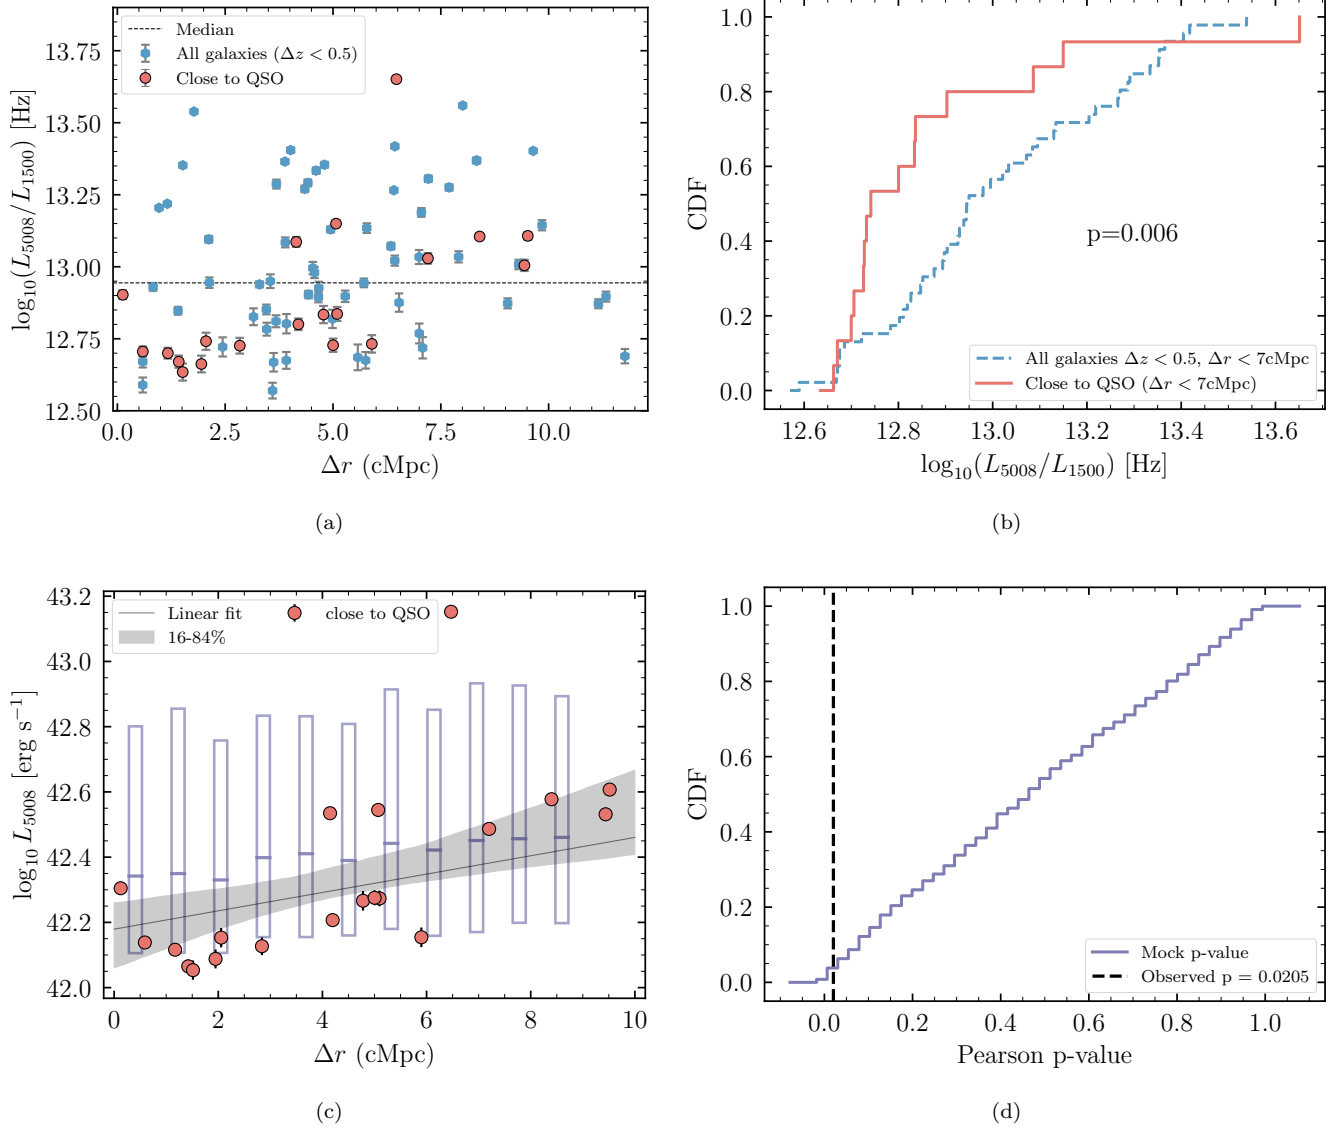 13.75
13.50
13.25
13.00
12.75
12.50
log₁₀(L₅₀₀₈/L₁₅₀₀) [Hz]
Median
All galaxies (Δz < 0.5)
Close to QSO
0.0 2.5 5.0 7.5 10.0
Δr (cMpc)
(a)
1.0
0.8
0.6
0.4
0.2
0.0
CDF
p=0.006
All galaxies Δz < 0.5, Δr < 7cMpc
Close to QSO (Δr < 7cMpc)
12.6 12.8 13.0 13.2 13.4 13.6
log₁₀(L₅₀₀₈/L₁₅₀₀) [Hz]
(b)
43.2
43.0
42.8
42.6
42.4
42.2
42.0
log₁₀ L₅₀₀₈ [erg s⁻¹]
Linear fit
16-84%
close to QSO
0 2 4 6 8 10
Δr (cMpc)
(c)
1.0
0.8
0.6
0.4
0.2
0.0
CDF
Mock p-value
Observed p = 0.0205
0.0 0.2 0.4 0.6 0.8 1.0
Pearson p-value
(d)